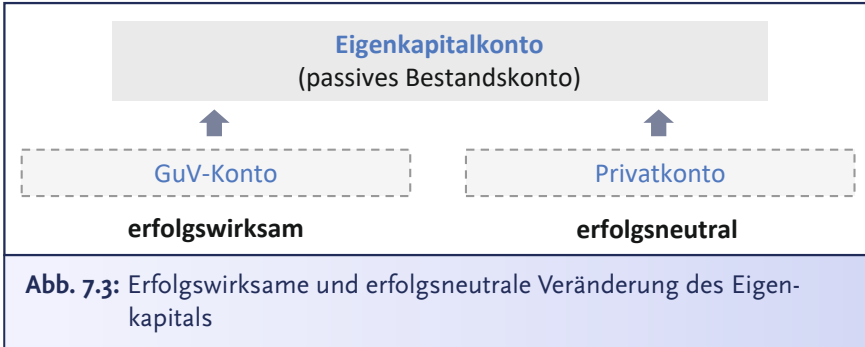 Eigenkapitalkonto
(passives Bestandskonto)
GuV-Konto
Privatkonto
erfolgswirksam
erfolgsneutral
Abb. 7.3: Erfolgswirksame und erfolgsneutrale Veränderung des Eigen-
kapitals